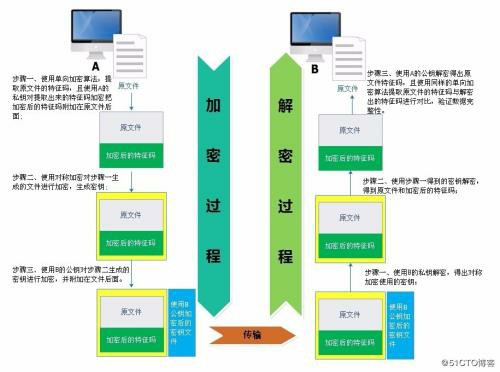 A
原文件
步骤一、使用单向加密算法，提
取原文件的特征码，且使用A的
私钥对提取出来的特征码加密把
加密后的特征码附加在原文件后
面;
原文件
加密后的特征码
步骤二、使用对称加密对步骤一生
成的文件进行加密，生成密钥;
原文件
加密后的特征码
步骤三、使用B的公钥对步骤二生成的
密钥进行加密，并附加在文件后面。
原文件
加密后的特征码
使用B
公钥加
密后的
密钥文
件
加密过程
传输
解密过程
B
原文件
步骤三、使用A的公钥解密得出原
文件特征码，且使用同样的单向加
密算法提取原文件的特征码与解密
出的特征码进行对比，验证数据完
整性。
原文件
加密后的特征码
步骤二、使用步骤一得到的密钥解密，
得到原文件和加密后的特征码;
原文件
加密后的特征码
步骤一、使用B的私钥解密，得出对称
加密使用的密钥;
原文件
加密后的特征码
使用B
公钥加
密后的
密钥文
件
@51CTO博客